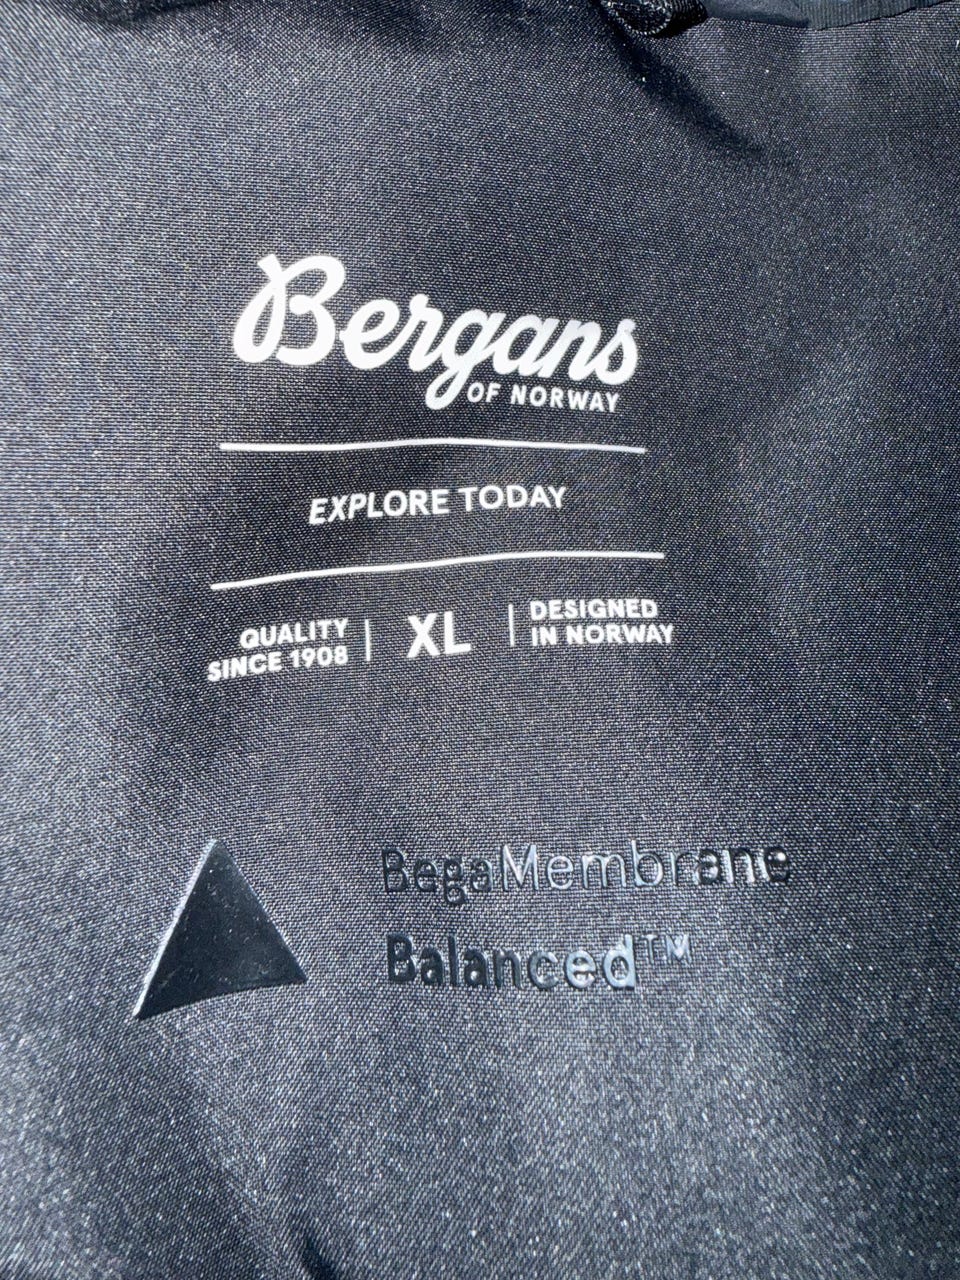 Bergans
OF NORWAY
EXPLORE TODAY
QUALITY
SINCE 1908
XL
DESIGNED
IN NORWAY
BegaMembrane
Balanced™